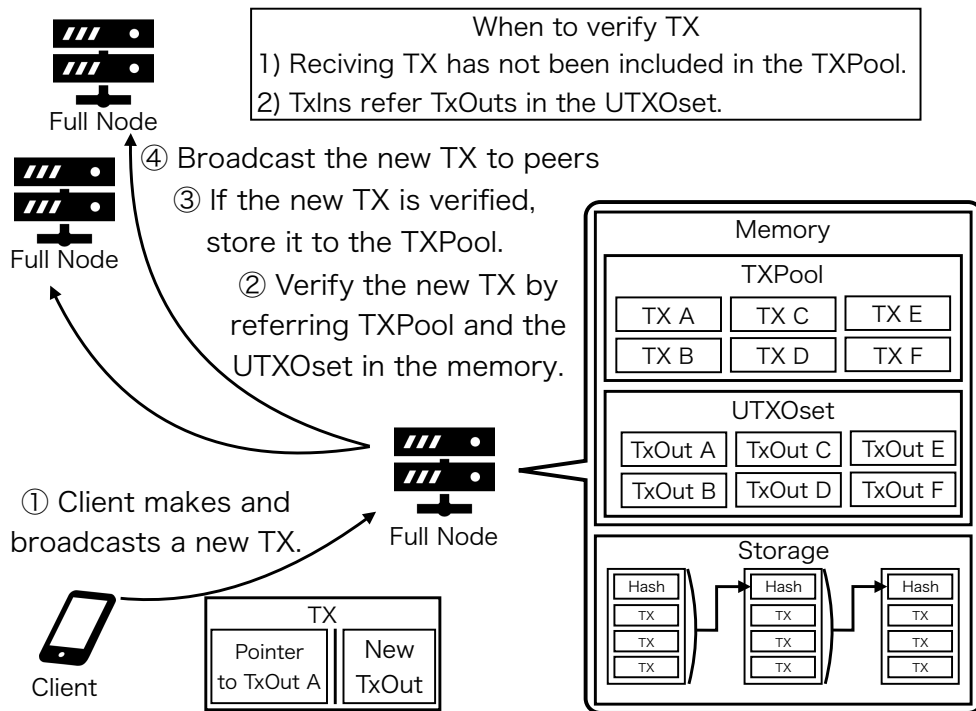 When to verify TX
1) Reciving TX has not been included in the TXPool.
2) TxIns refer TxOuts in the UTXOset.
Full Node
Full Node
④ Broadcast the new TX to peers
③ If the new TX is verified,
store it to the TXPool.
② Verify the new TX by
referring TXPool and the
UTXOset in the memory.
① Client makes and
broadcasts a new TX.
Full Node
Client
TX
Pointer
to TxOut A
New
TxOut
Memory
TXPool
TX A
TX C
TX E
TX B
TX D
TX F
UTXOset
TxOut A
TxOut C
TxOut E
TxOut B
TxOut D
TxOut F
Storage
Hash
TX
TX
TX
Hash
TX
TX
TX
Hash
TX
TX
TX